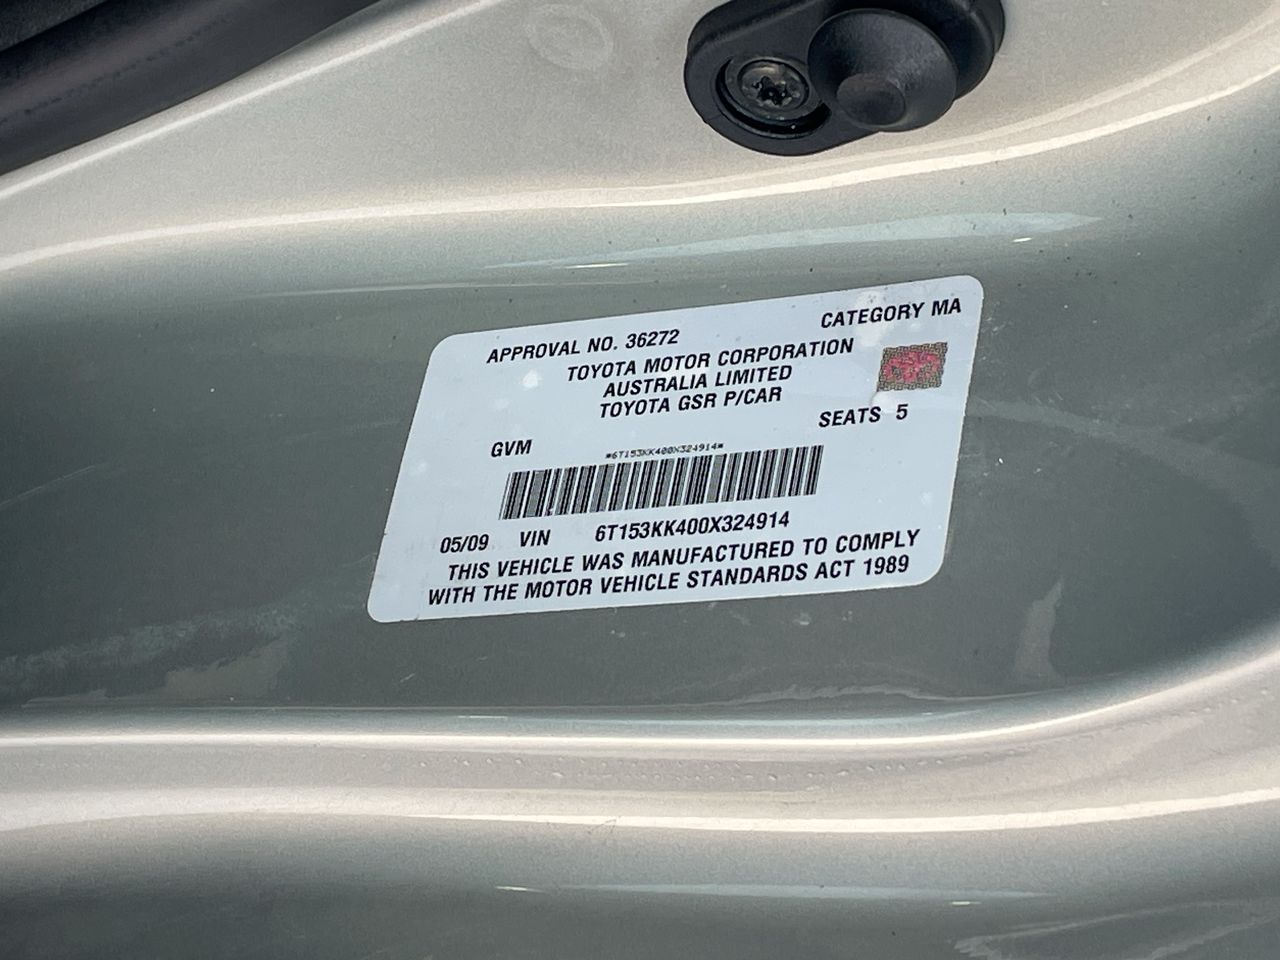 APPROVAL NO. 36272 CATEGORY MA
TOYOTA MOTOR CORPORATION
AUSTRALIA LIMITED
TOYOTA GSR P/CAR
SEATS 5
GVM
*6T153KK400X324914*
05/09 VIN 6T153KK400X324914
THIS VEHICLE WAS MANUFACTURED TO COMPLY
WITH THE MOTOR VEHICLE STANDARDS ACT 1989